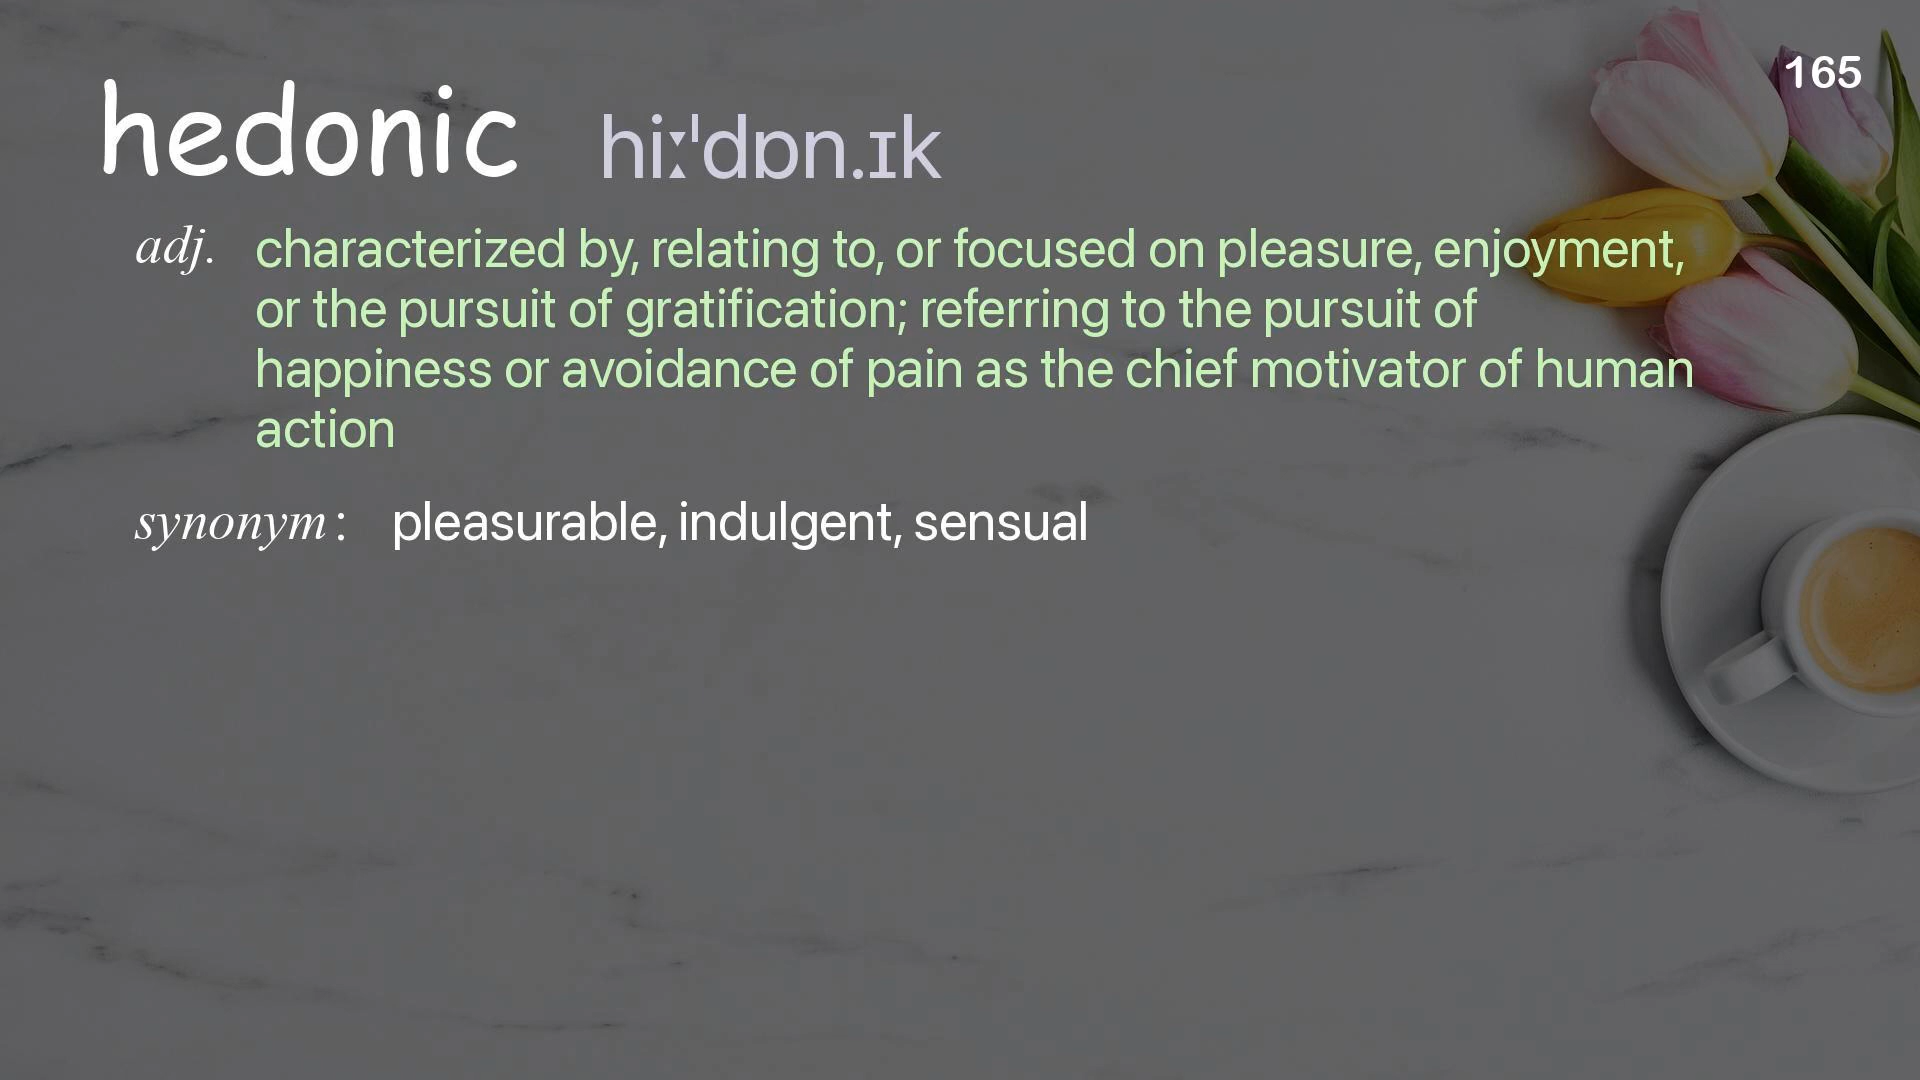 165
hedonic hiːˈdɒn.ɪk
adj. characterized by, relating to, or focused on pleasure, enjoyment,
or the pursuit of gratification; referring to the pursuit of
happiness or avoidance of pain as the chief motivator of human
action
synonym: pleasurable, indulgent, sensual